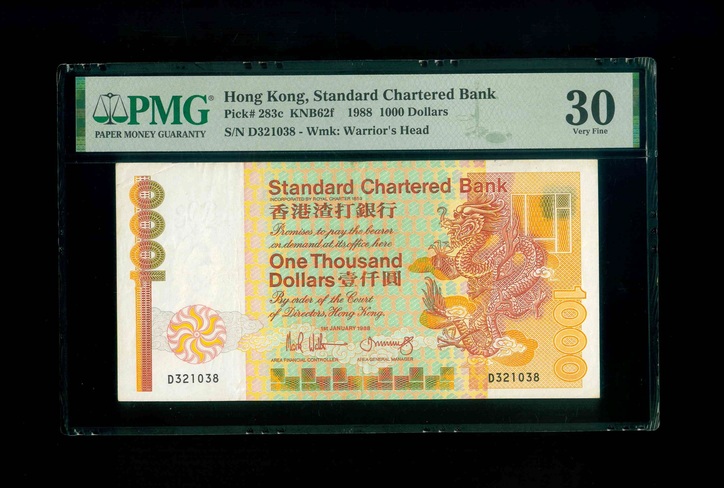 PMG®
PAPER MONEY GUARANTY
Hong Kong, Standard Chartered Bank
Pick# 283c KNB62f 1988 1000 Dollars
S/N D321038 - Wmk: Warrior's Head
30
Very Fine
1000
Standard Chartered Bank
INCORPORATED BY ROYAL CHARTER 1853
香港渣打銀行
Promises to pay the bearer
on demand at its office here
One Thousand
Dollars 壹仟圓
By order of the Court
of Directors, Hong Kong.
1ST JANUARY 1988
AREA FINANCIAL CONTROLLER
AREA GENERAL MANAGER
D321038
D321038
1000